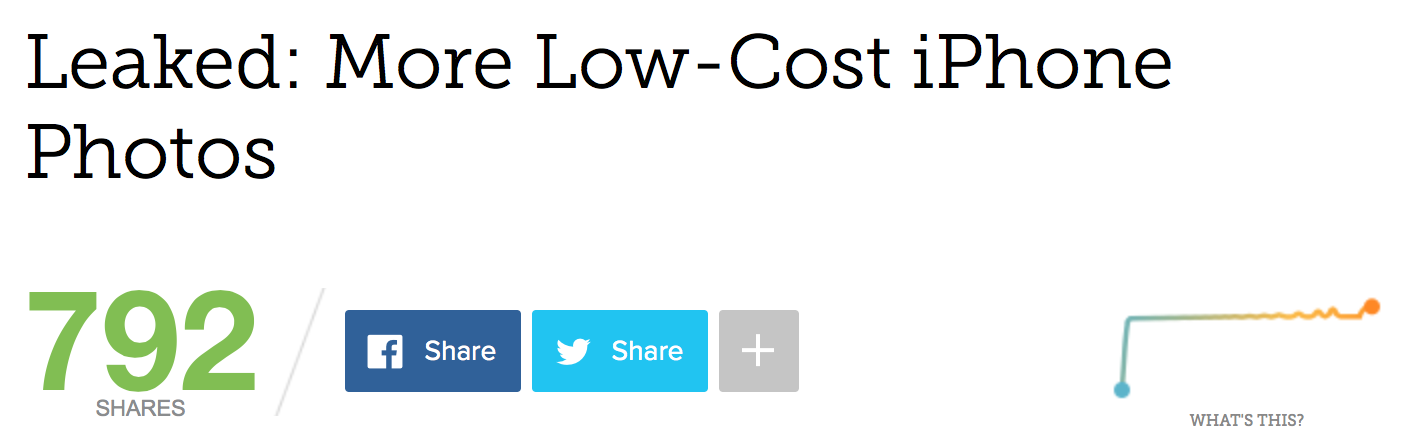 Leaked: More Low-Cost iPhone
Photos
792
SHARES
Share
Share
WHAT'S THIS?